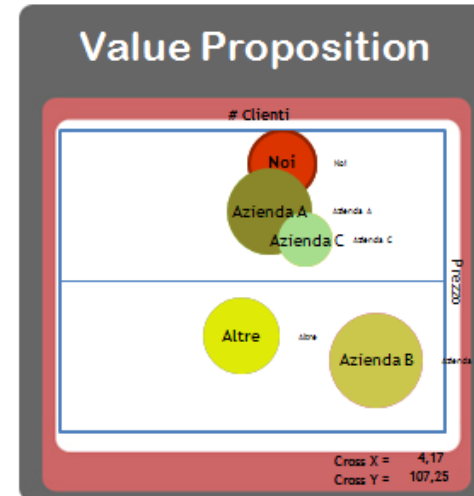 Value Proposition
# Clienti
Noi Noi
Azienda A Azienda A
Azienda C Azienda C
Prezzo
Altre Altre
Azienda B Azienda
Cross X = 4,17
Cross Y = 107,25